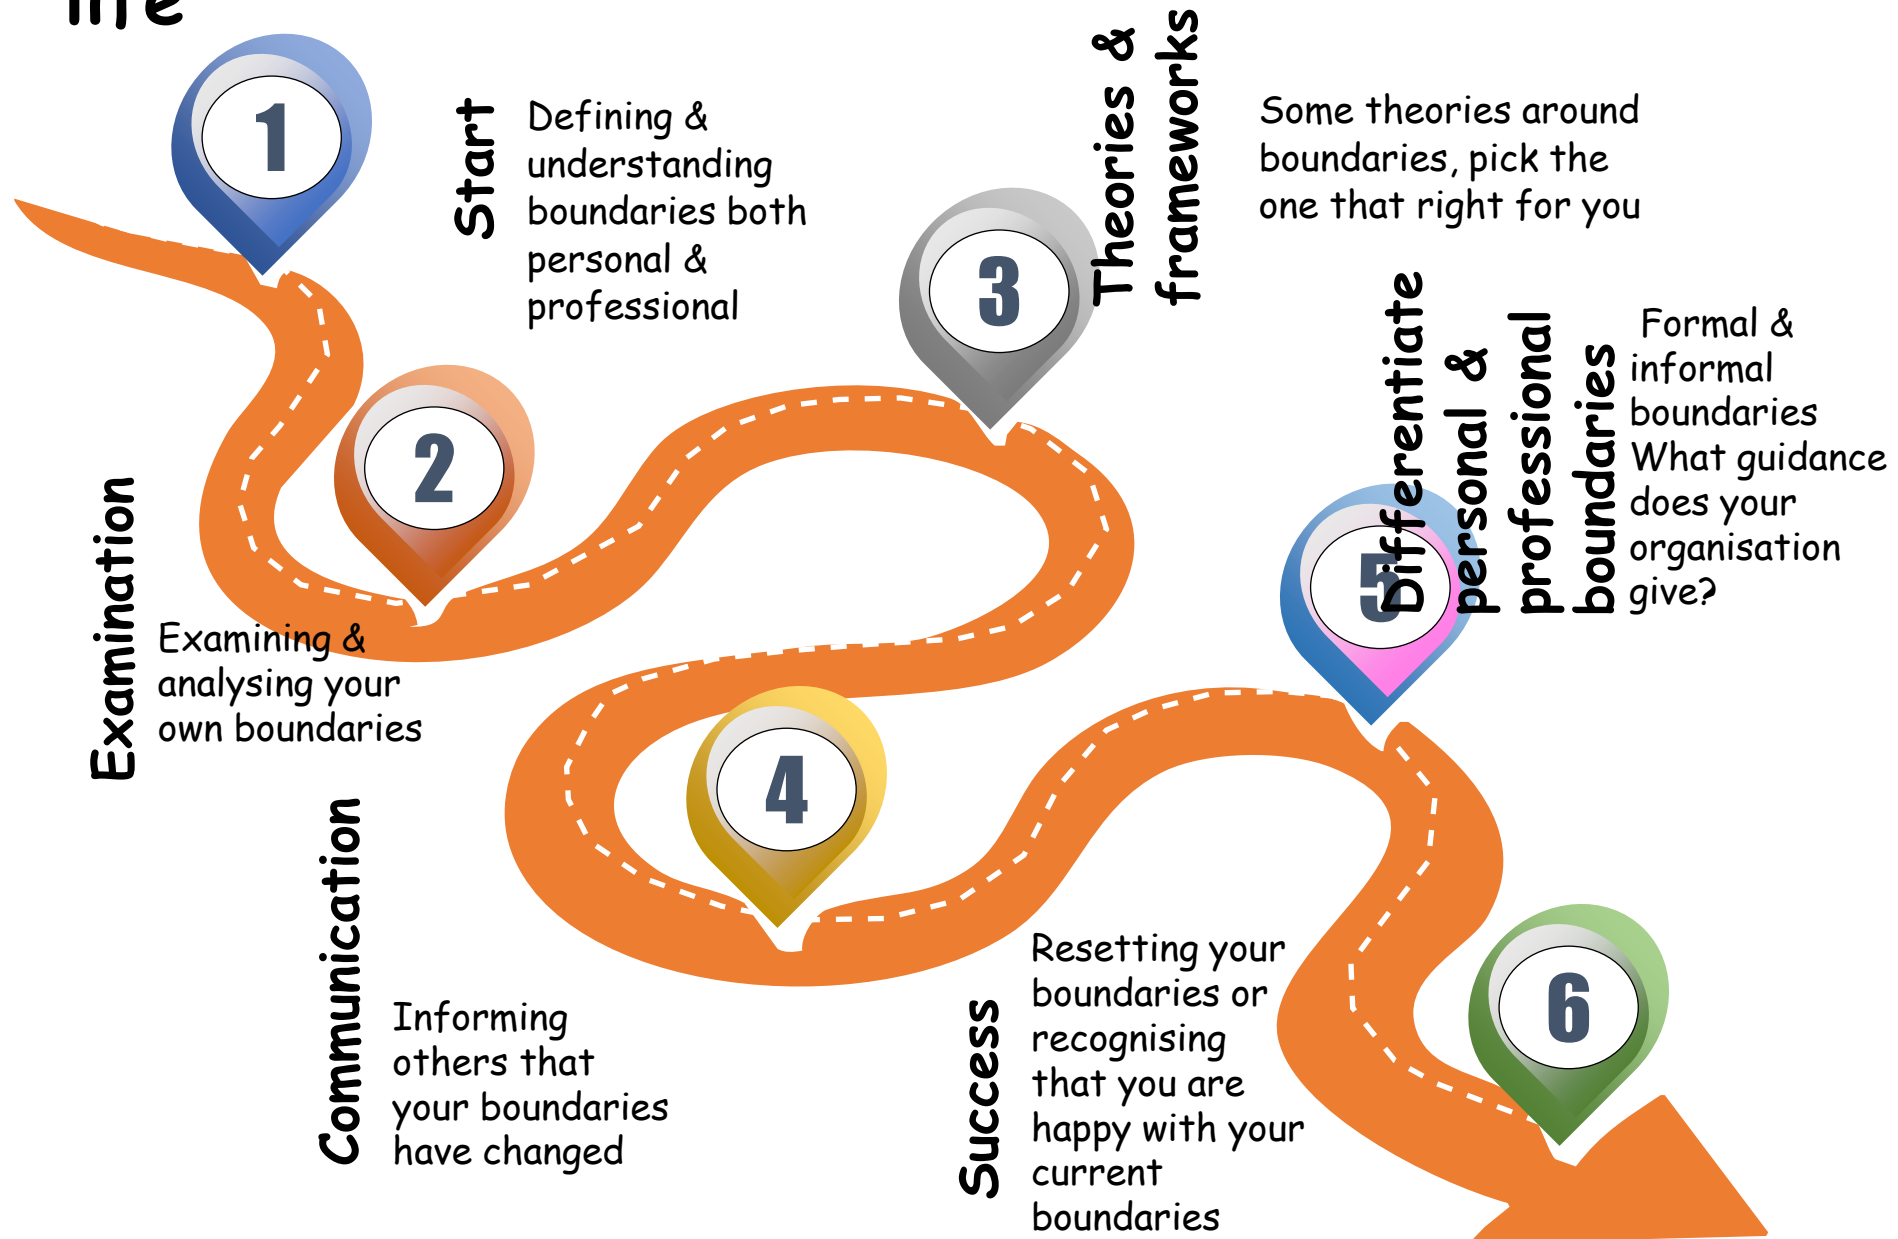 life
1
Start
Defining &
understanding
boundaries both
personal &
professional
2
Examination
Examining &
analysing your
own boundaries
3
Theories &
frameworks
Some theories around
boundaries, pick the
one that right for you
4
Communication
Informing
others that
your boundaries
have changed
5
Differentiate
personal &
professional
boundaries
Formal &
informal
boundaries
What guidance
does your
organisation
give?
6
Success
Resetting your
boundaries or
recognising
that you are
happy with your
current
boundaries